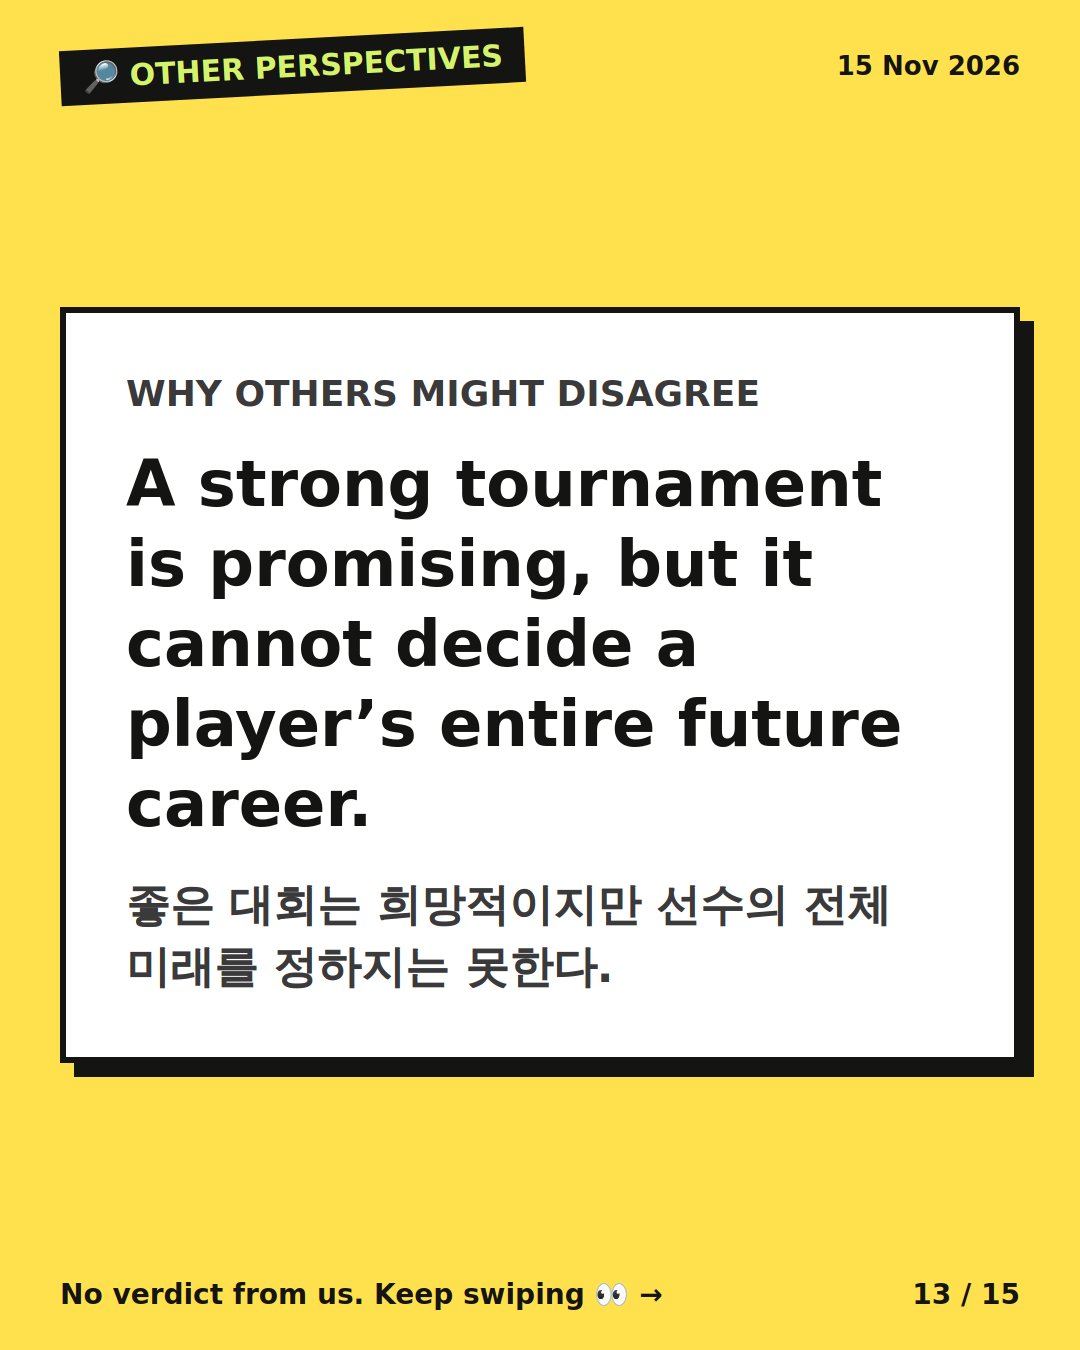 🔎 OTHER PERSPECTIVES
15 Nov 2026
WHY OTHERS MIGHT DISAGREE
A strong tournament
is promising, but it
cannot decide a
player’s entire future
career.
좋은 대회는 희망적이지만 선수의 전체
미래를 정하지는 못한다.
No verdict from us. Keep swiping 👀 →
13 / 15